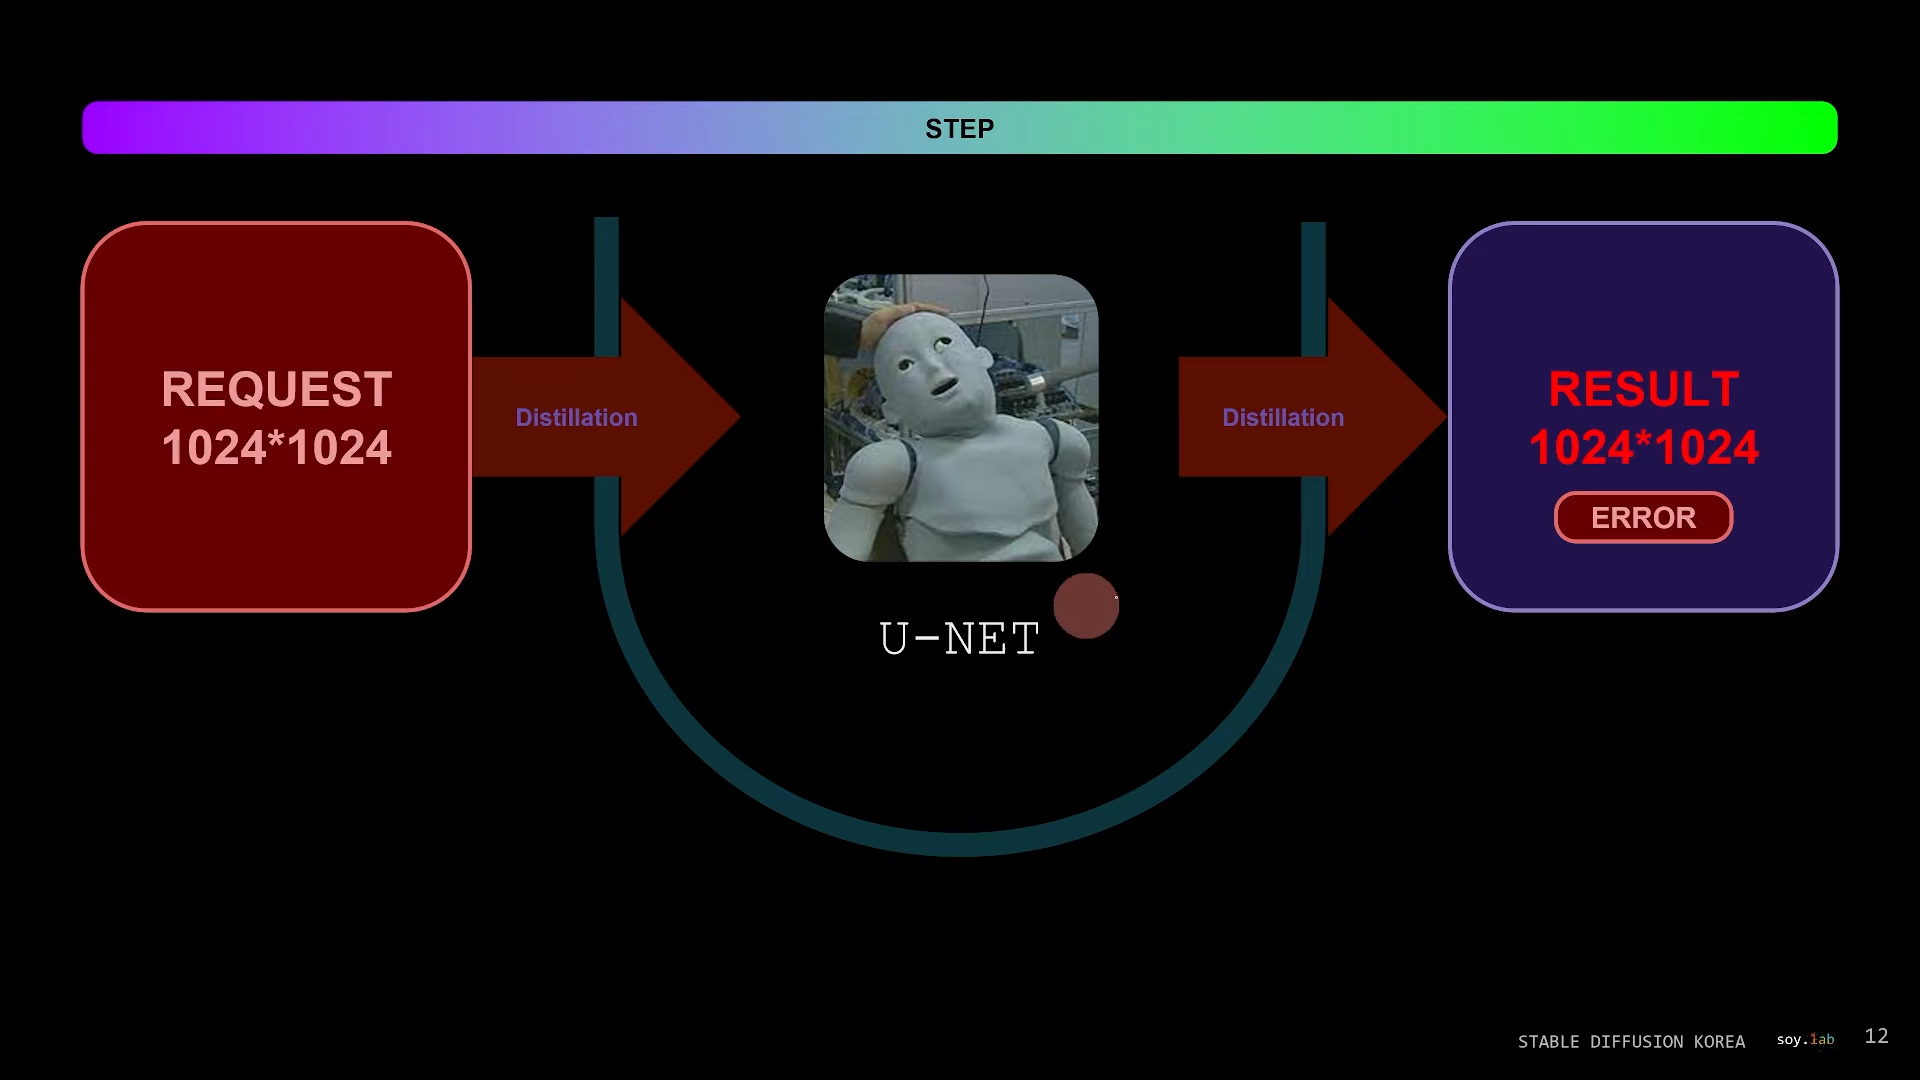 STEP
REQUEST
1024*1024
Distillation
U-NET
Distillation
RESULT
1024*1024
ERROR
STABLE DIFFUSION KOREA
soy.lab
12